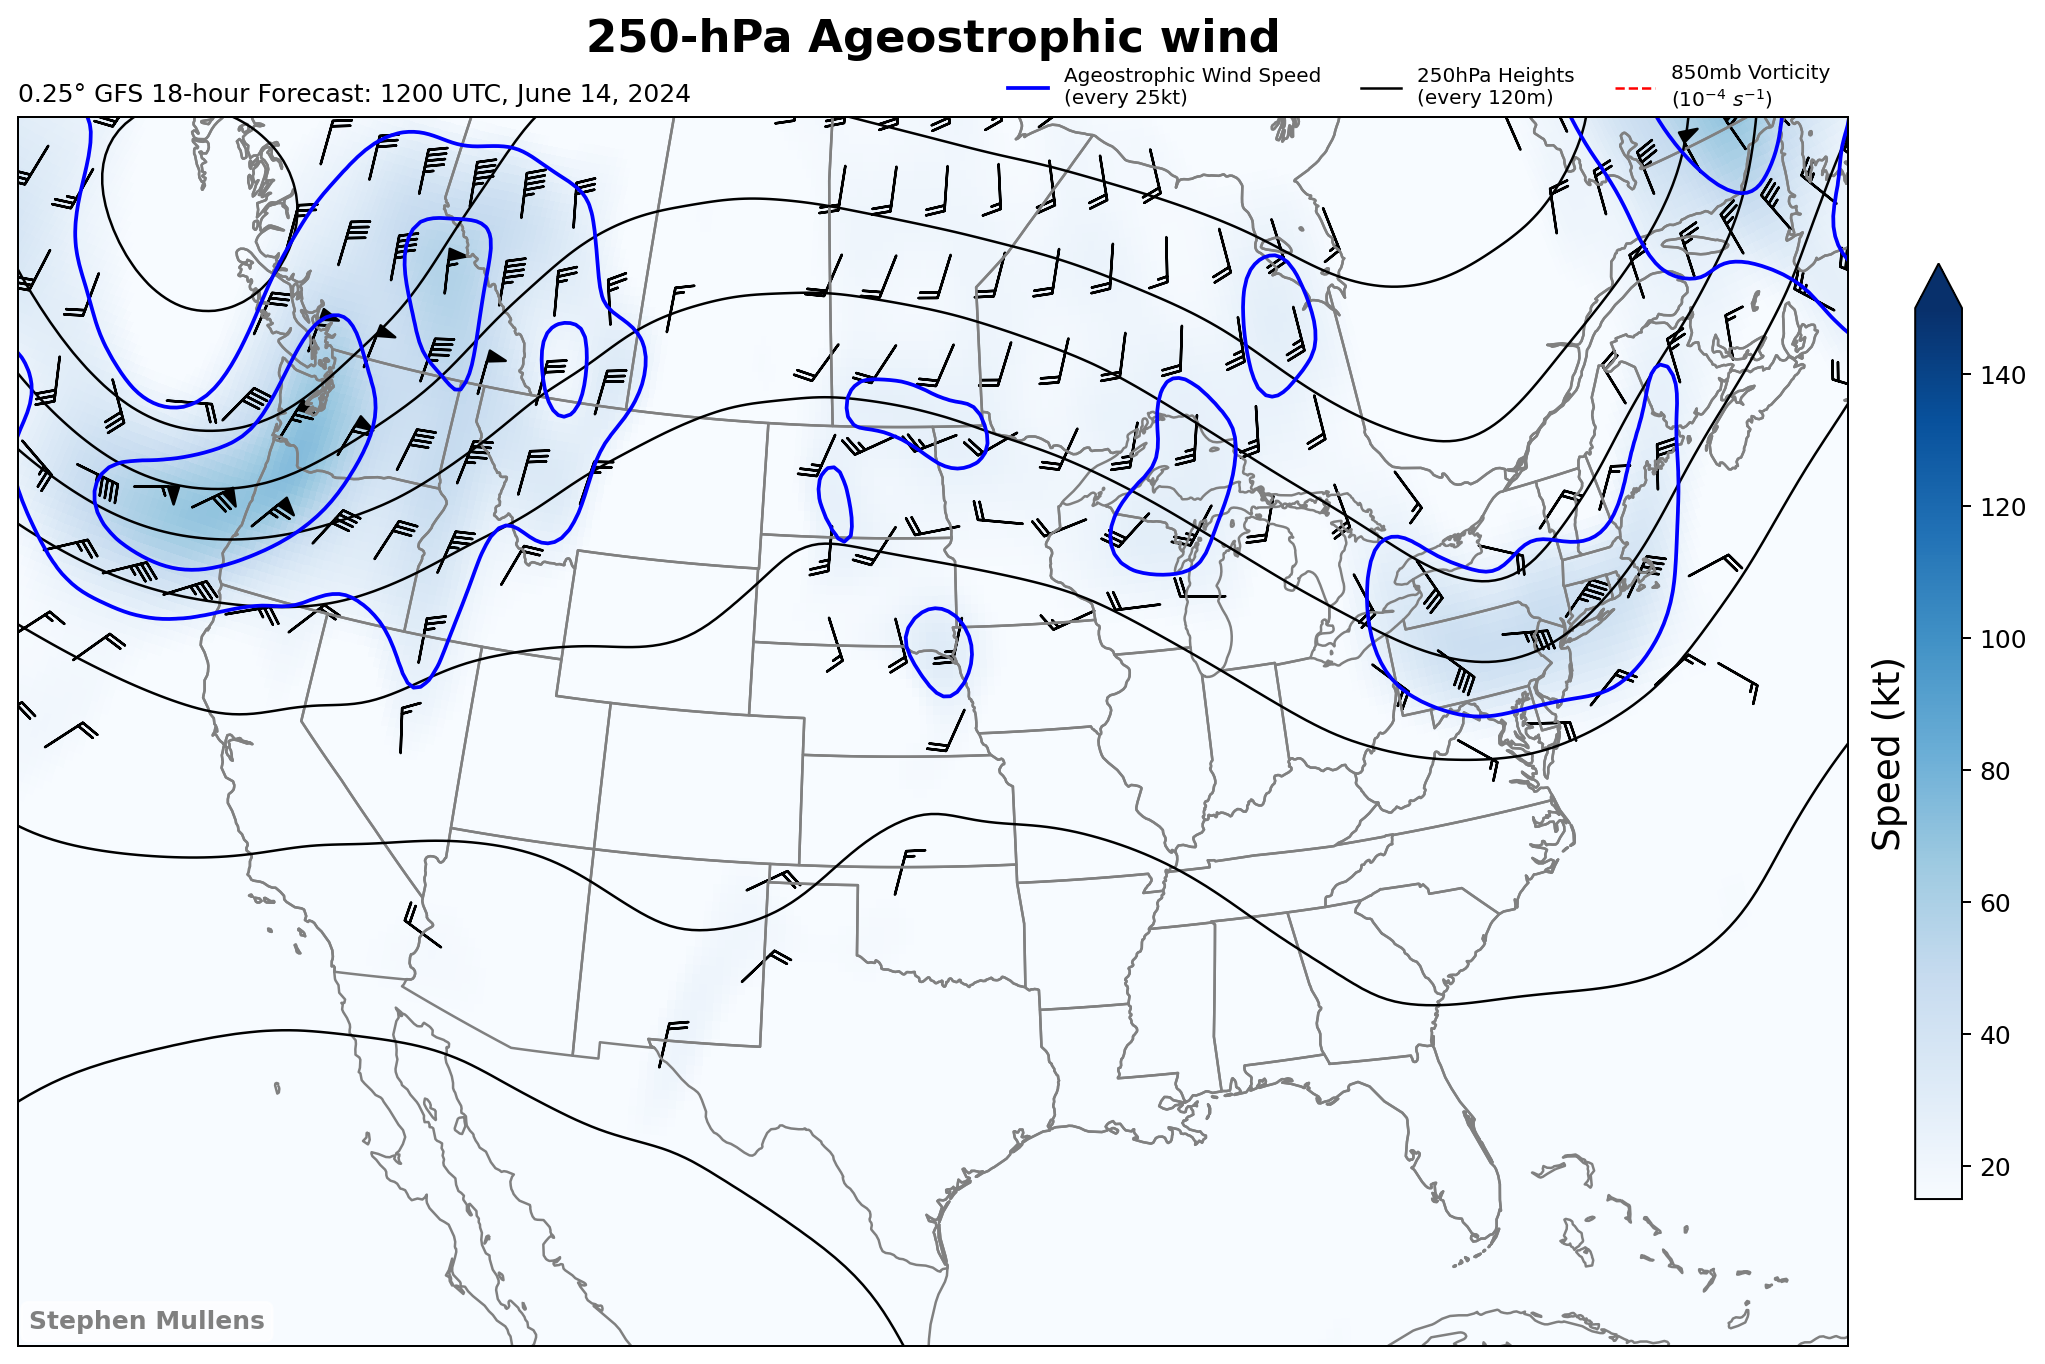 250-hPa Ageostrophic wind
0.25° GFS 18-hour Forecast: 1200 UTC, June 14, 2024
Ageostrophic Wind Speed
(every 25kt)
250hPa Heights
(every 120m)
850mb Vorticity
(10⁻⁴ s⁻¹)
140
120
100
80
60
40
20
Speed (kt)
Stephen Mullens